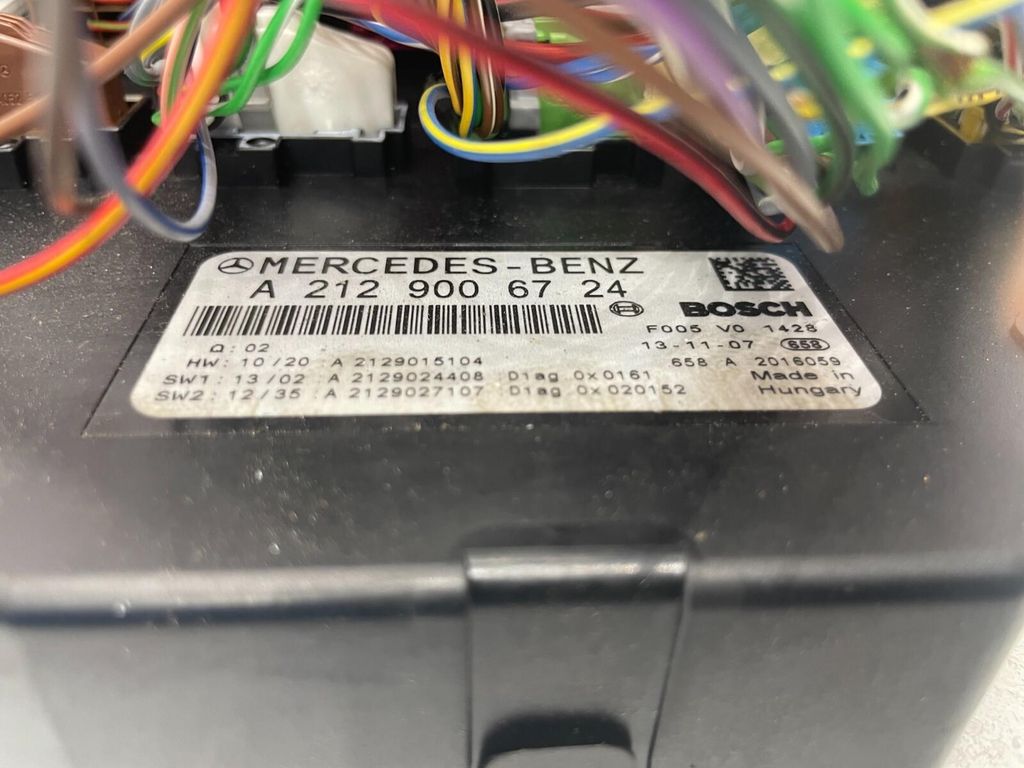 MERCEDES-BENZ
A 212 900 67 24
BOSCH
F005 V0 1428
Q: 02 :
13-11-07 658
HW: 10/20 :A 2129015104
658 A 2016059
SW1: 13/02 :A 2129024408 Diag 0x0161
Made in
SW2: 12/35 :A 2129027107 Diag 0x020152
Hungary